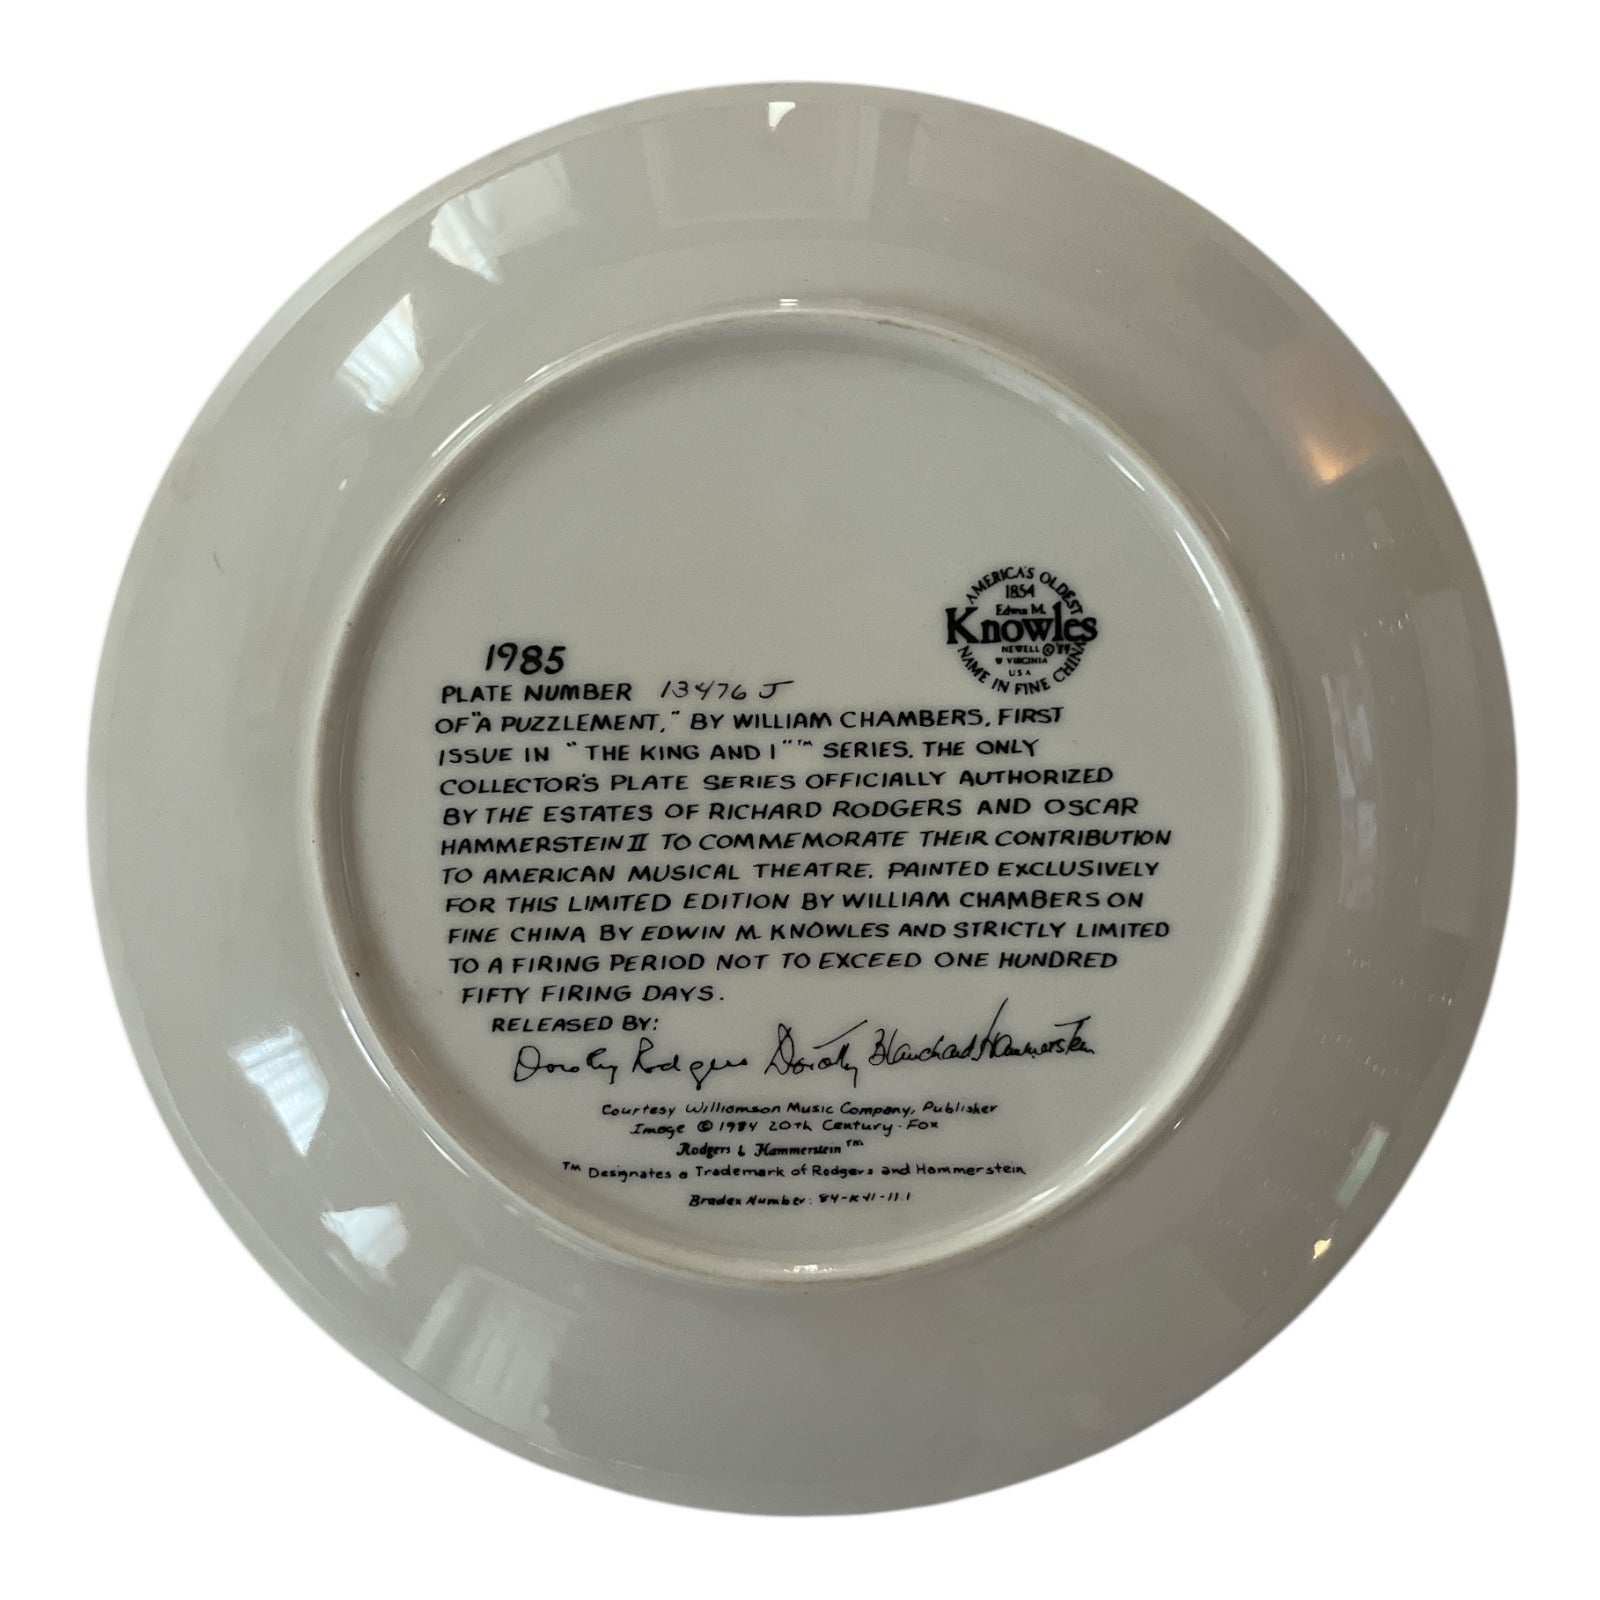 AMERICA'S OLDEST
1854
Edwin M.
Knowles
NEWELL © '84
W VIRGINIA
USA
NAME IN FINE CHINA
1985
PLATE NUMBER 13476 J
OF "A PUZZLEMENT," BY WILLIAM CHAMBERS, FIRST
ISSUE IN "THE KING AND I"™ SERIES. THE ONLY
COLLECTOR'S PLATE SERIES OFFICIALLY AUTHORIZED
BY THE ESTATES OF RICHARD RODGERS AND OSCAR
HAMMERSTEIN II TO COMMEMORATE THEIR CONTRIBUTION
TO AMERICAN MUSICAL THEATRE. PAINTED EXCLUSIVELY
FOR THIS LIMITED EDITION BY WILLIAM CHAMBERS ON
FINE CHINA BY EDWIN M. KNOWLES AND STRICTLY LIMITED
TO A FIRING PERIOD NOT TO EXCEED ONE HUNDRED
FIFTY FIRING DAYS.
RELEASED BY:
Dorothy Rodgers Dorothy Blanchard Hammerstein
Courtesy Williamson Music Company, Publisher
Image © 1984 20th Century-Fox
Rodgers & Hammerstein™
™ Designates a Trademark of Rodgers and Hammerstein
Bradex Number: 84-K41-11.1